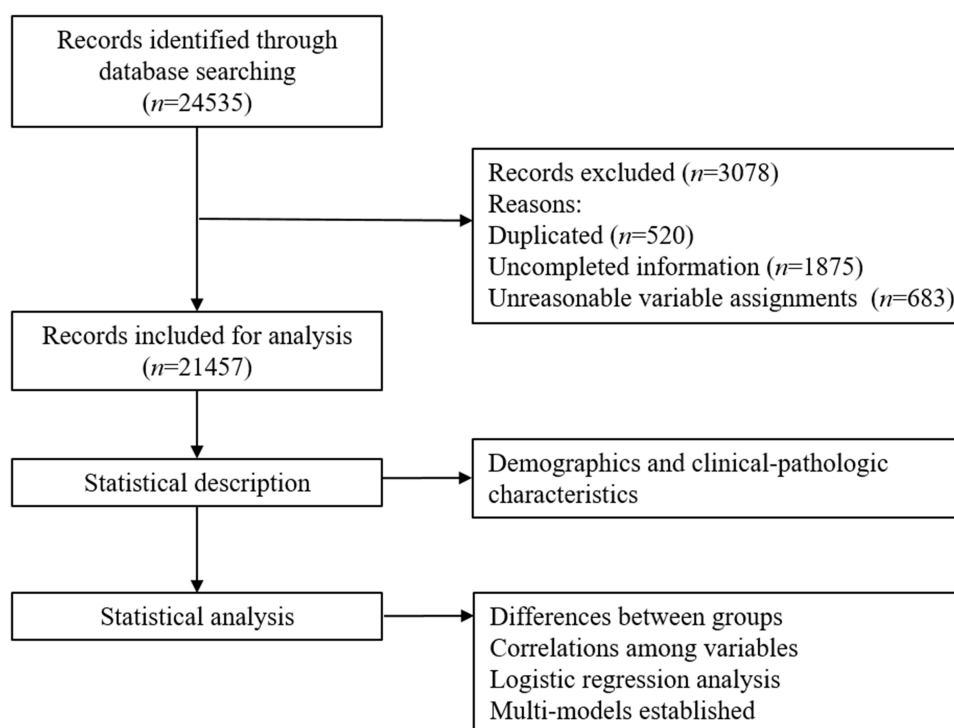 Records identified through
database searching
(n=24535)
Records excluded (n=3078)
Reasons:
Duplicated (n=520)
Uncompleted information (n=1875)
Unreasonable variable assignments (n=683)
Records included for analysis
(n=21457)
Statistical description
Demographics and clinical-pathologic
characteristics
Statistical analysis
Differences between groups
Correlations among variables
Logistic regression analysis
Multi-models established